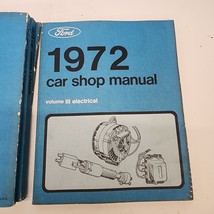 Ford
1972
car shop manual
volume III electrical